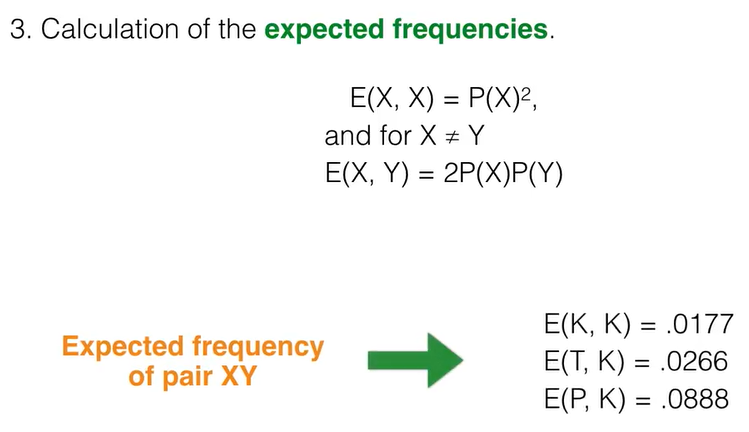 3. Calculation of the expected frequencies.
E(X, X) = P(X)²,
and for X ≠ Y
E(X, Y) = 2P(X)P(Y)
Expected frequency
of pair XY
E(K, K) = .0177
E(T, K) = .0266
E(P, K) = .0888